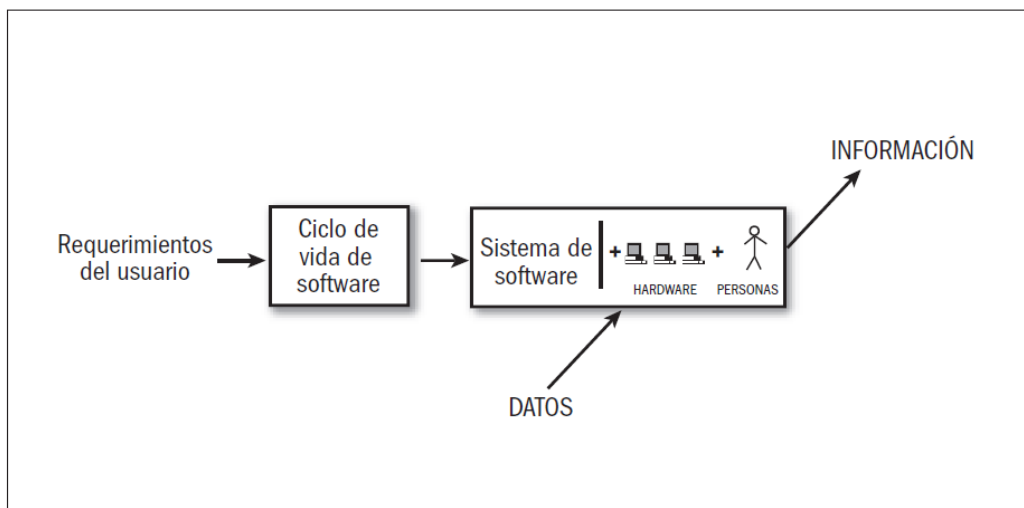 INFORMACIÓN
Requerimientos
del usuario
Ciclo de
vida de
software
Sistema de
software
+ + 
HARDWARE PERSONAS
DATOS